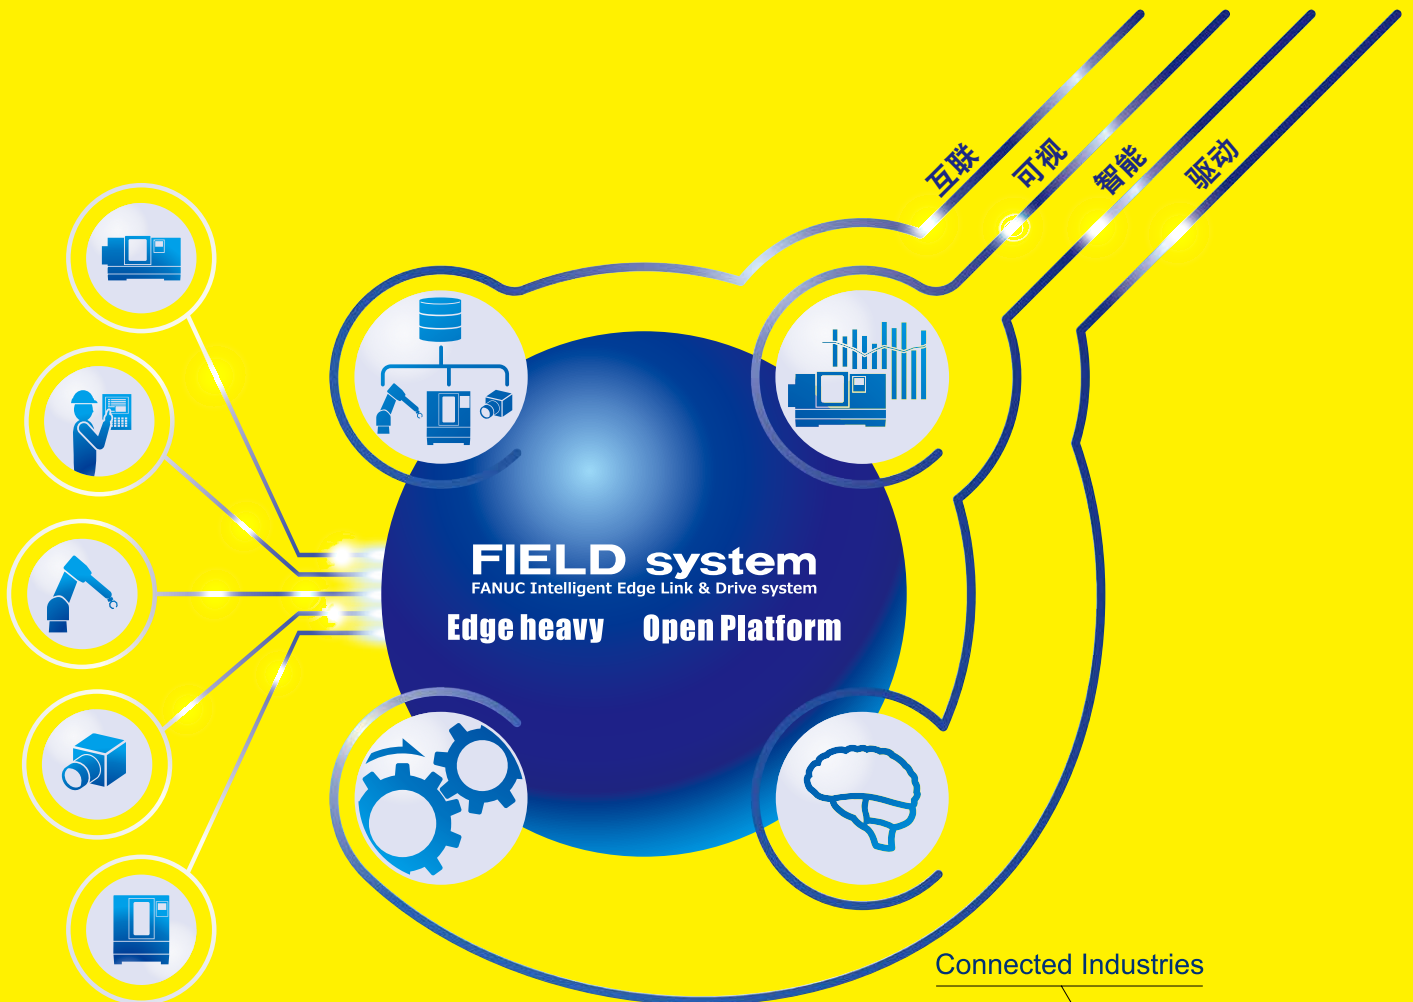 互联
可视
智能
驱动
FIELD system
FANUC Intelligent Edge Link & Drive system
Edge heavy Open Platform
Connected Industries